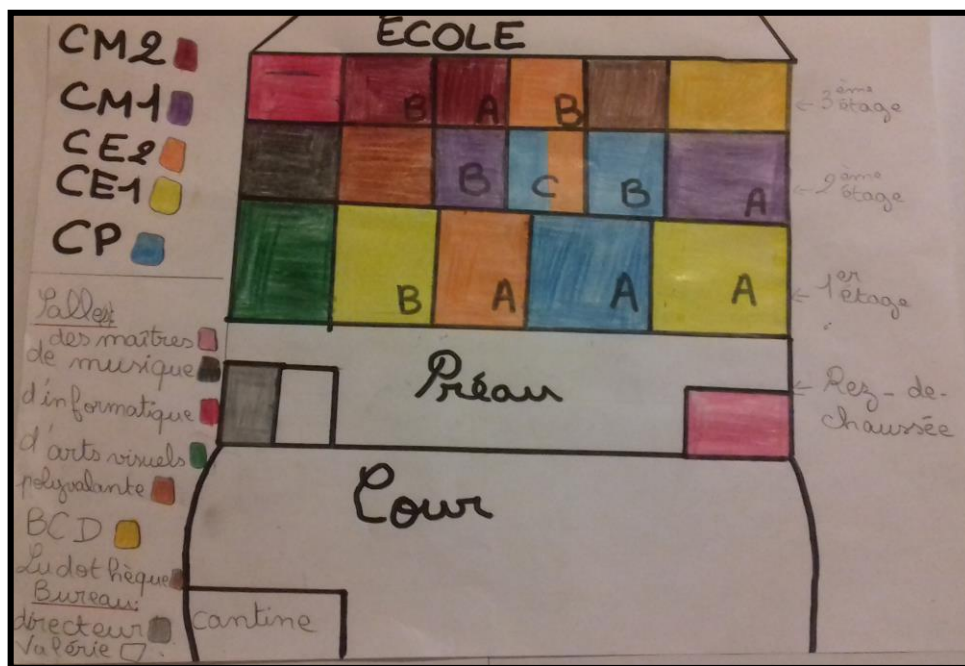 ECOLE
CM2
CM1
CE2
CE1
CP
Salles
des maîtres
de musique
d'informatique
d'arts visuels
polyvalante
BCD
Ludothèque
Bureau:
directeur
Valérie
B A B
B C B A
B A A A
Préau
Cour
cantine
← 3ème étage
← 2ème étage
← 1er étage
← Rez-de-
chaussée